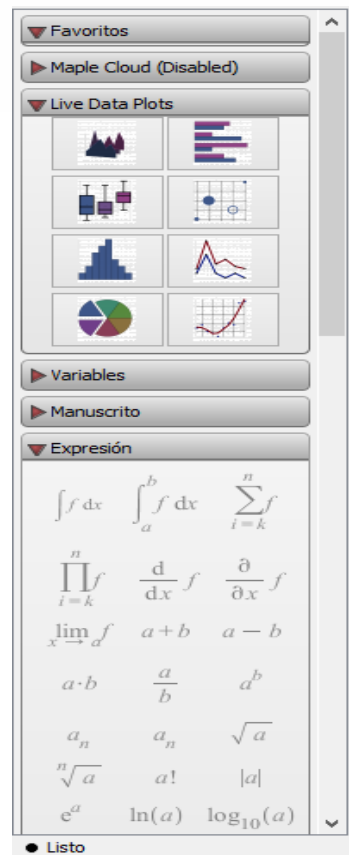 Favoritos
Maple Cloud (Disabled)
Live Data Plots
Variables
Manuscrito
Expresión
∫f dx ∫_a^b f dx ∑_{i=k}^n f
∏_{i=k}^n f d/dx f ∂/∂x f
lim_{x→a} f a+b a−b
a·b a/b a^b
a_n a_n √a
ⁿ√a a! |a|
e^a ln(a) log_10(a)
Listo